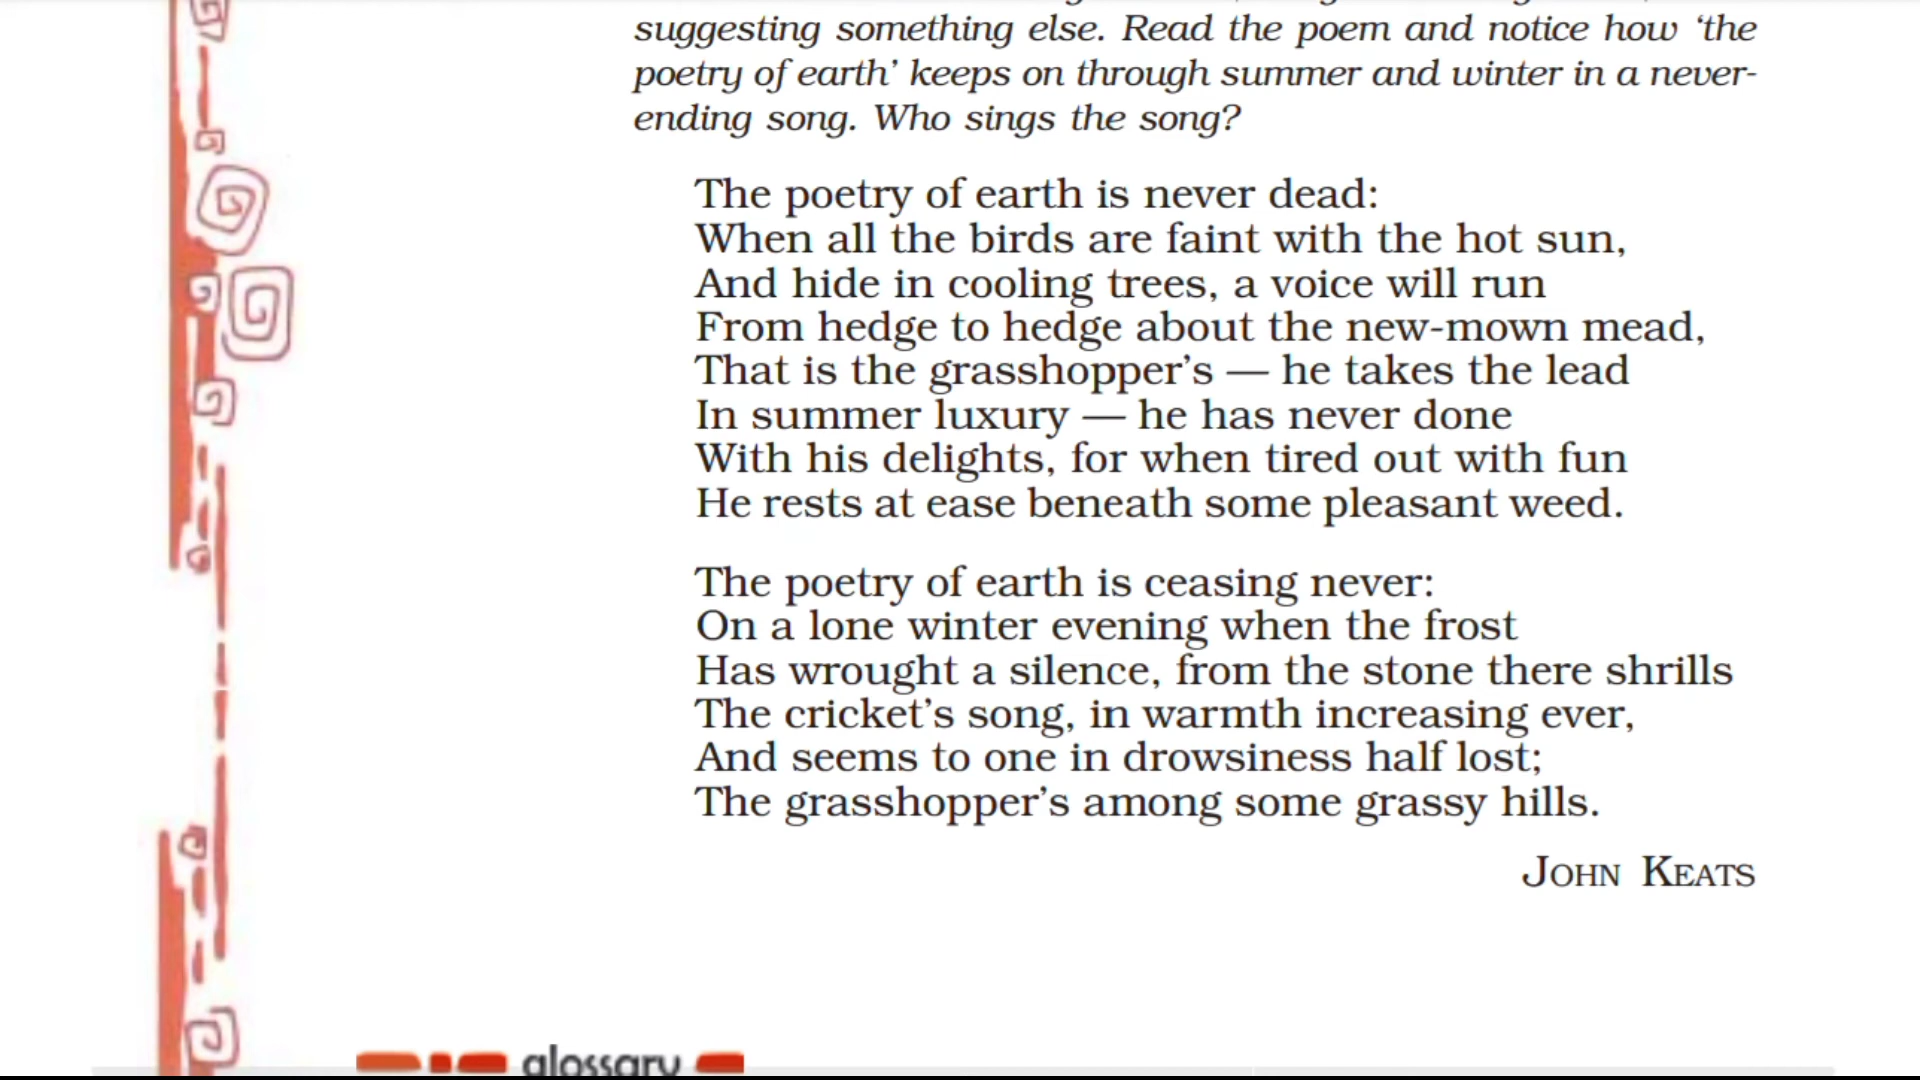 suggesting something else. Read the poem and notice how ‘the
poetry of earth’ keeps on through summer and winter in a never-
ending song. Who sings the song?
The poetry of earth is never dead:
When all the birds are faint with the hot sun,
And hide in cooling trees, a voice will run
From hedge to hedge about the new-mown mead,
That is the grasshopper’s — he takes the lead
In summer luxury — he has never done
With his delights, for when tired out with fun
He rests at ease beneath some pleasant weed.
The poetry of earth is ceasing never:
On a lone winter evening when the frost
Has wrought a silence, from the stone there shrills
The cricket’s song, in warmth increasing ever,
And seems to one in drowsiness half lost;
The grasshopper’s among some grassy hills.
JOHN KEATS
glossary